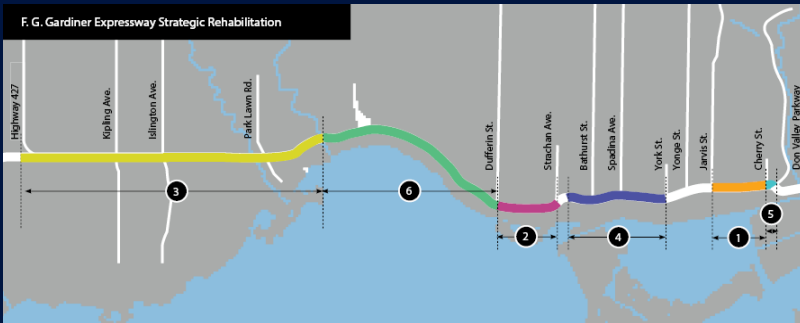 F. G. Gardiner Expressway Strategic Rehabilitation
Highway 427
Kipling Ave.
Islington Ave.
Park Lawn Rd.
Dufferin St.
Strachan Ave.
Bathurst St.
Spadina Ave.
York St.
Yonge St.
Jarvis St.
Cherry St.
Don Valley Parkway
3
6
2
4
1
5